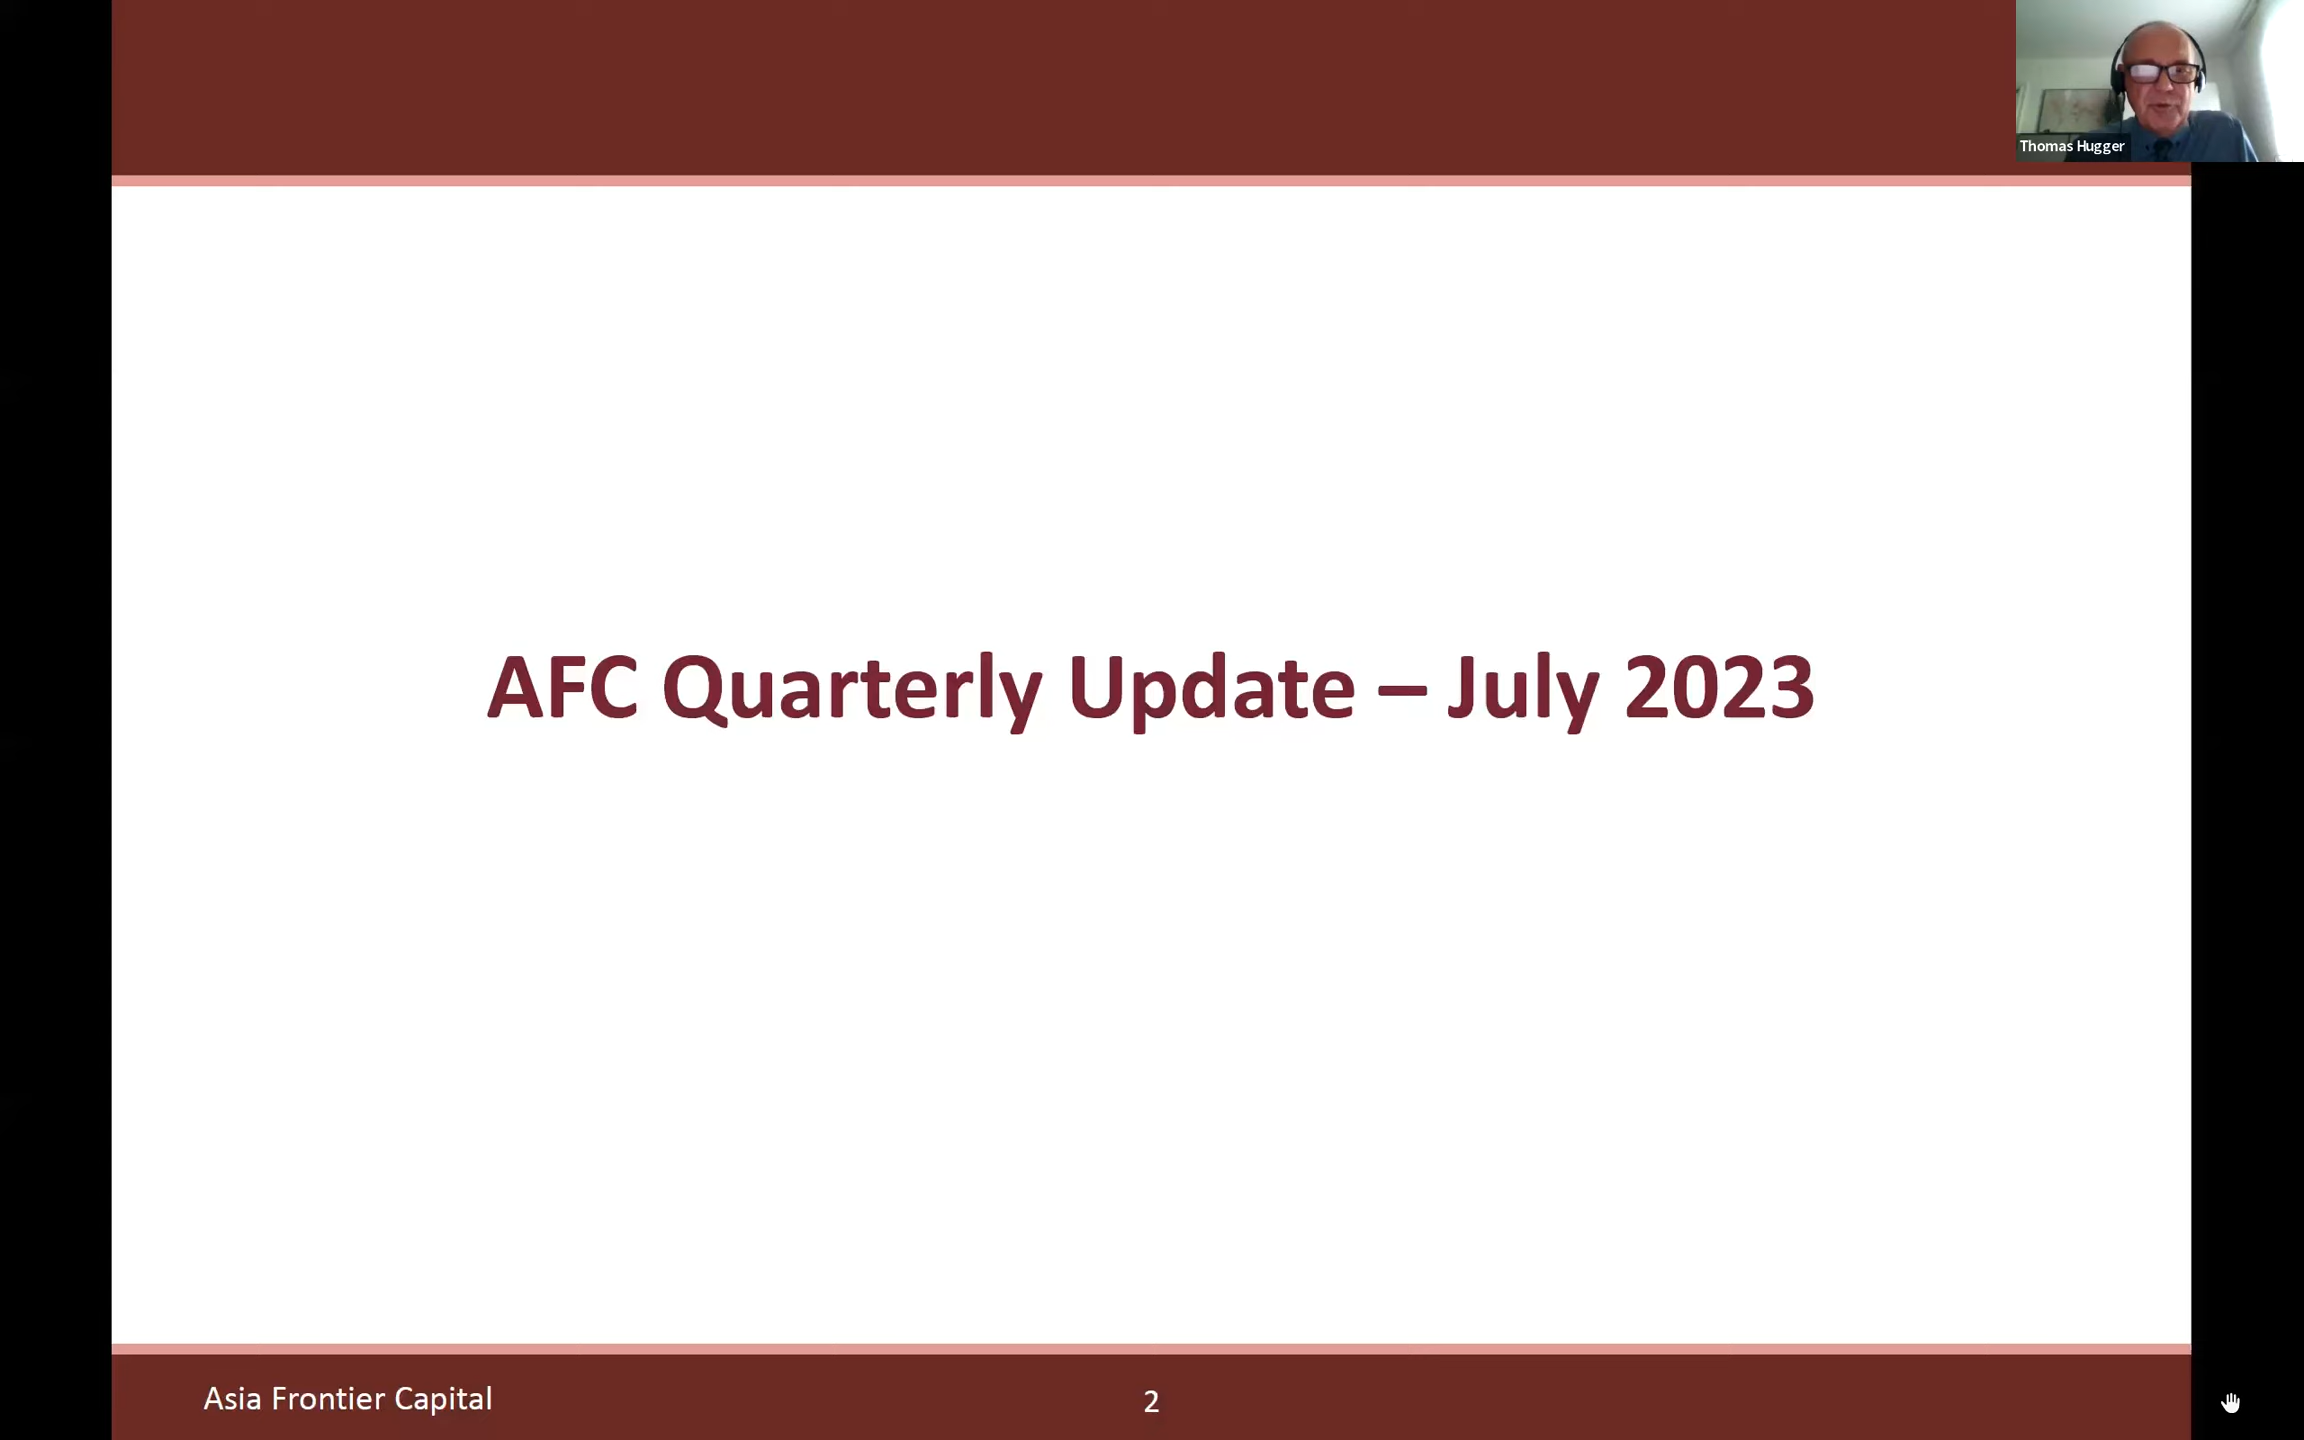 Thomas Hugger
AFC Quarterly Update – July 2023
Asia Frontier Capital
2